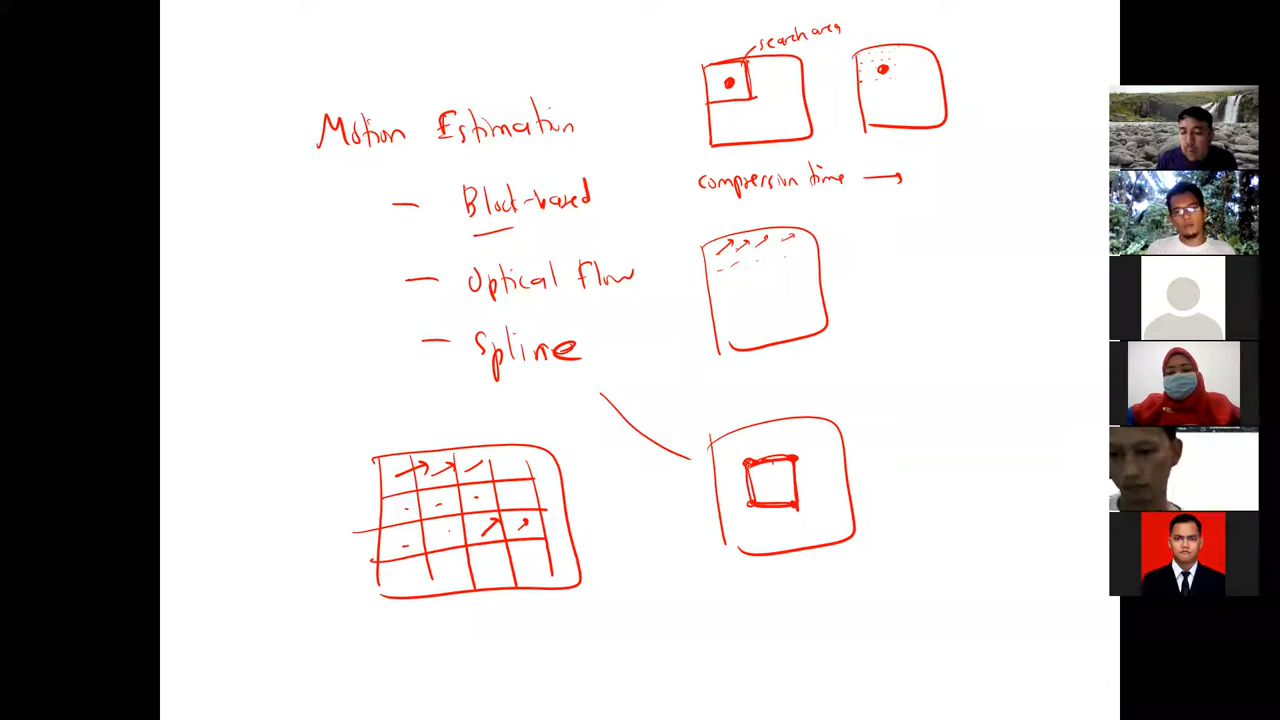 search area
Motion Estimation
compression time →
- Block-based
- Optical Flow
- Spline